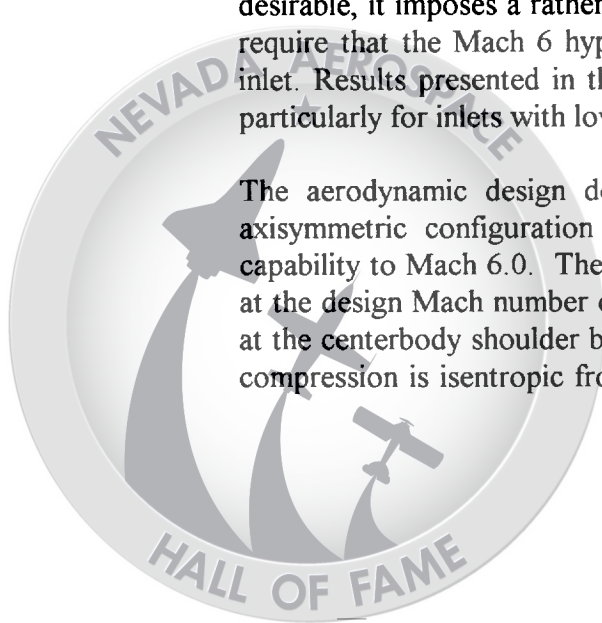 desirable, it imposes a rather
require that the Mach 6 hyp
inlet. Results presented in th
particularly for inlets with lov
The aerodynamic design de
axisymmetric configuration
capability to Mach 6.0. The
at the design Mach number
at the centerbody shoulder b
compression is isentropic fro
NEVADA AEROSPACE
HALL OF FAME